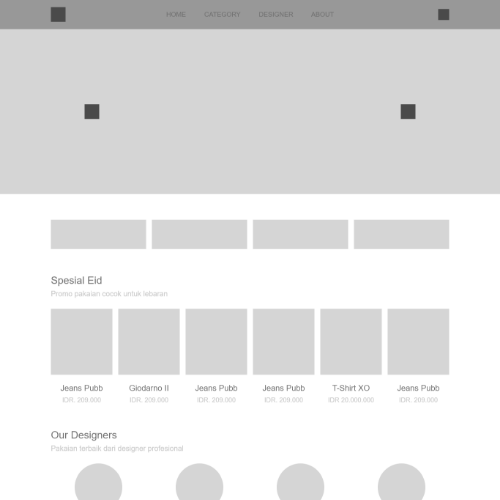 HOME CATEGORY DESIGNER ABOUT
Spesial Eid
Promo pakaian cocok untuk lebaran
Jeans Pubb Giodarno II Jeans Pubb Jeans Pubb T-Shirt XO Jeans Pubb
IDR. 209.000 IDR. 209.000 IDR. 209.000 IDR. 209.000 IDR 20.000.000 IDR. 209.000
Our Designers
Pakaian terbaik dari designer profesional